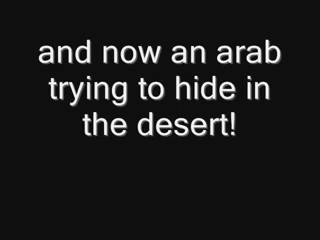 and now an arab
trying to hide in
the desert!